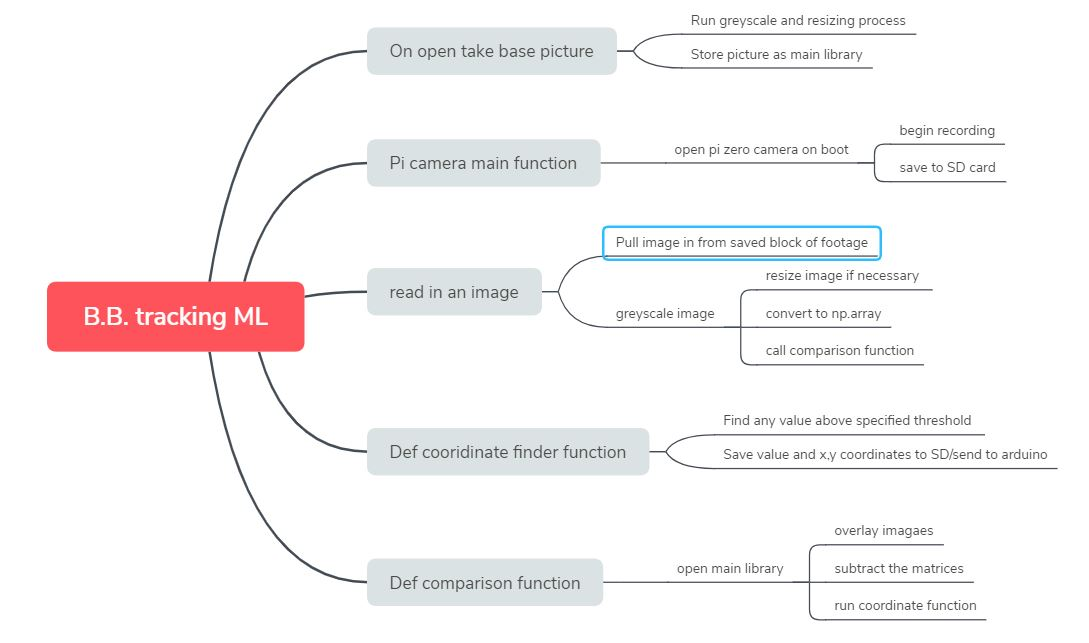 On open take base picture
Run greyscale and resizing process
Store picture as main library
Pi camera main function
open pi zero camera on boot
begin recording
save to SD card
B.B. tracking ML
read in an image
Pull image in from saved block of footage
greyscale image
resize image if necessary
convert to np.array
call comparison function
Def cooridinate finder function
Find any value above specified threshold
Save value and x,y coordinates to SD/send to arduino
Def comparison function
open main library
overlay imagaes
subtract the matrices
run coordinate function